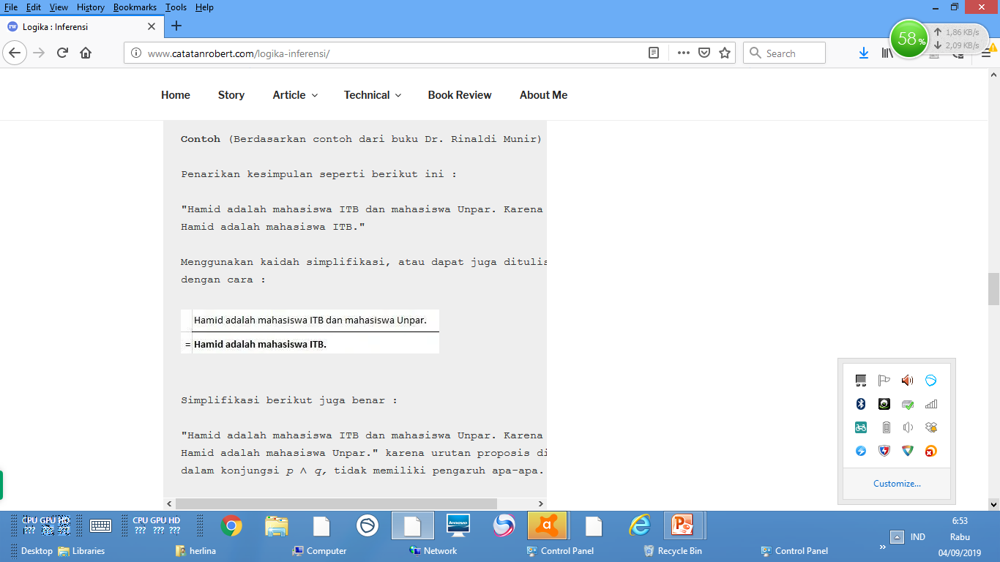 File Edit View History Bookmarks Tools Help
Logika : Inferensi
58%
1,86 KB/s
2,09 KB/s
www.catatanrobert.com/logika-inferensi/
Search
Home Story Article Technical Book Review About Me
Contoh (Berdasarkan contoh dari buku Dr. Rinaldi Munir)
Penarikan kesimpulan seperti berikut ini :
"Hamid adalah mahasiswa ITB dan mahasiswa Unpar. Karena
Hamid adalah mahasiswa ITB."
Menggunakan kaidah simplifikasi, atau dapat juga ditulis
dengan cara :
Hamid adalah mahasiswa ITB dan mahasiswa Unpar.
= Hamid adalah mahasiswa ITB.
Simplifikasi berikut juga benar :
"Hamid adalah mahasiswa ITB dan mahasiswa Unpar. Karena
Hamid adalah mahasiswa Unpar." karena urutan proposis di
dalam konjungsi p ∧ q, tidak memiliki pengaruh apa-apa.
Customize...
CPU GPU HD
??? ??? ???
CPU GPU HD
??? ??? ???
lenovo
6:53
IND
Rabu
04/09/2019
Desktop Libraries herlina Computer Network Control Panel Recycle Bin Control Panel